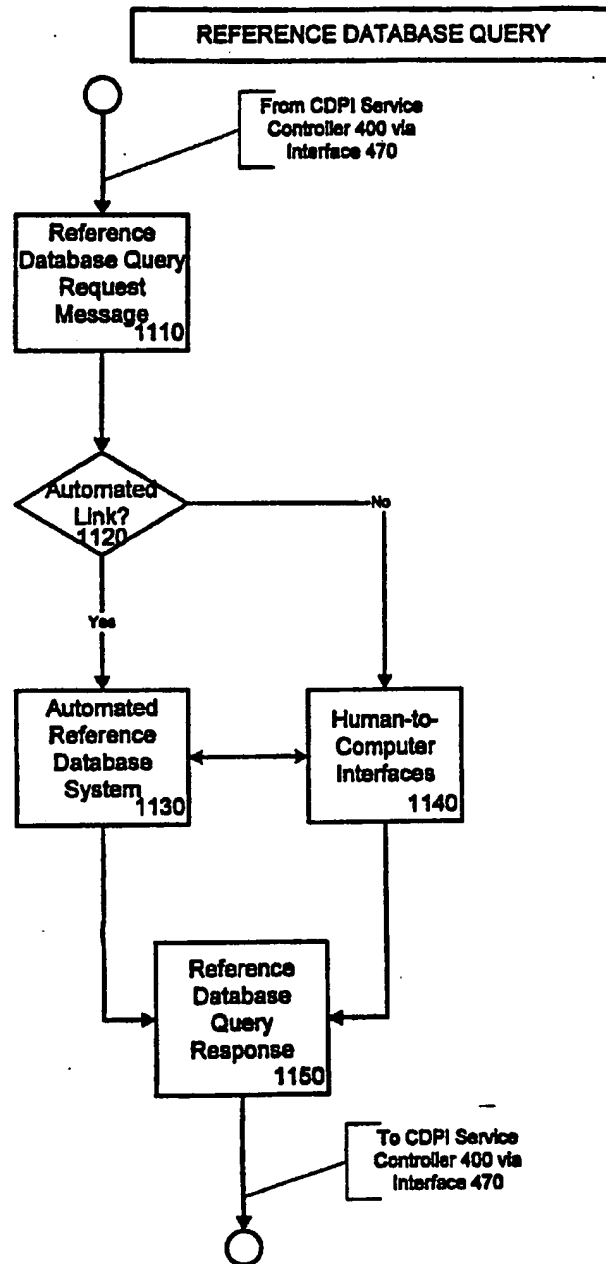 REFERENCE DATABASE QUERY
From CDPI Service
Controller 400 via
Interface 470
Reference
Database Query
Request
Message
1110
Automated
Link?
1120
No
Yes
Automated
Reference
Database
System
1130
Human-to-
Computer
Interfaces
1140
Reference
Database
Query
Response
1150
To CDPI Service
Controller 400 via
Interface 470